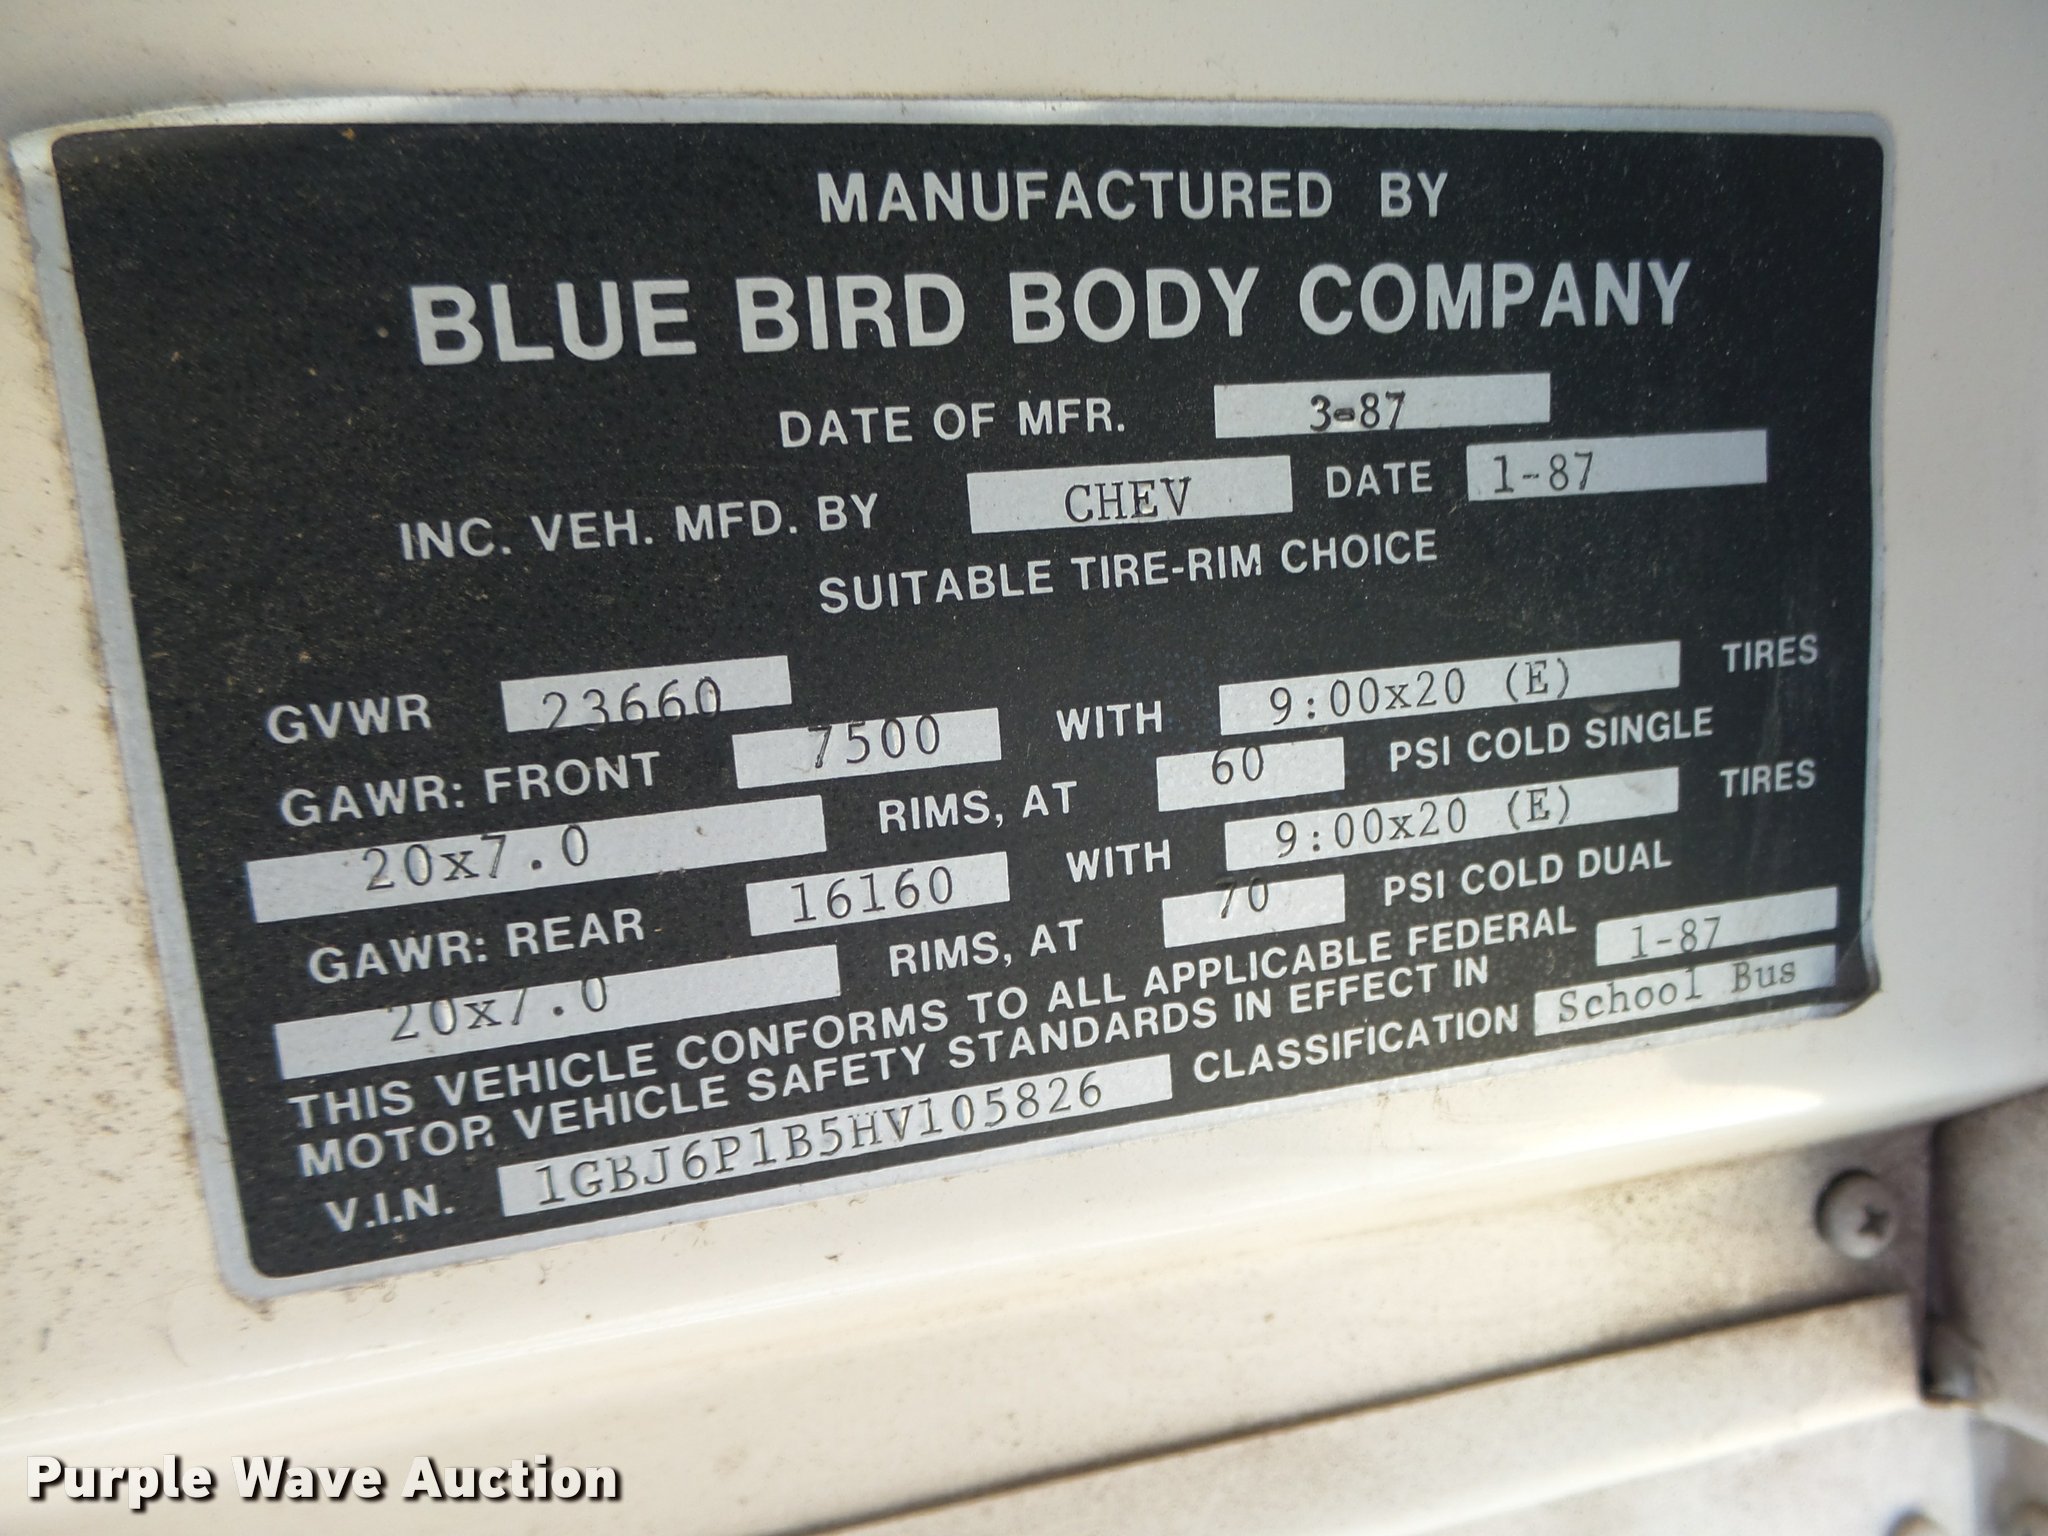 MANUFACTURED BY
BLUE BIRD BODY COMPANY
DATE OF MFR. 3-87
INC. VEH. MFD. BY CHEV DATE 1-87
SUITABLE TIRE-RIM CHOICE
GVWR 23660
GAWR: FRONT 7500 WITH 9:00x20 (E) TIRES
20x7.0 RIMS, AT 60 PSI COLD SINGLE
GAWR: REAR 16160 WITH 9:00x20 (E) TIRES
20x7.0 RIMS, AT 70 PSI COLD DUAL
THIS VEHICLE CONFORMS TO ALL APPLICABLE FEDERAL
MOTOR VEHICLE SAFETY STANDARDS IN EFFECT IN 1-87
V.I.N. 1GBJ6P1B5HV105826 CLASSIFICATION School Bus
Purple Wave Auction